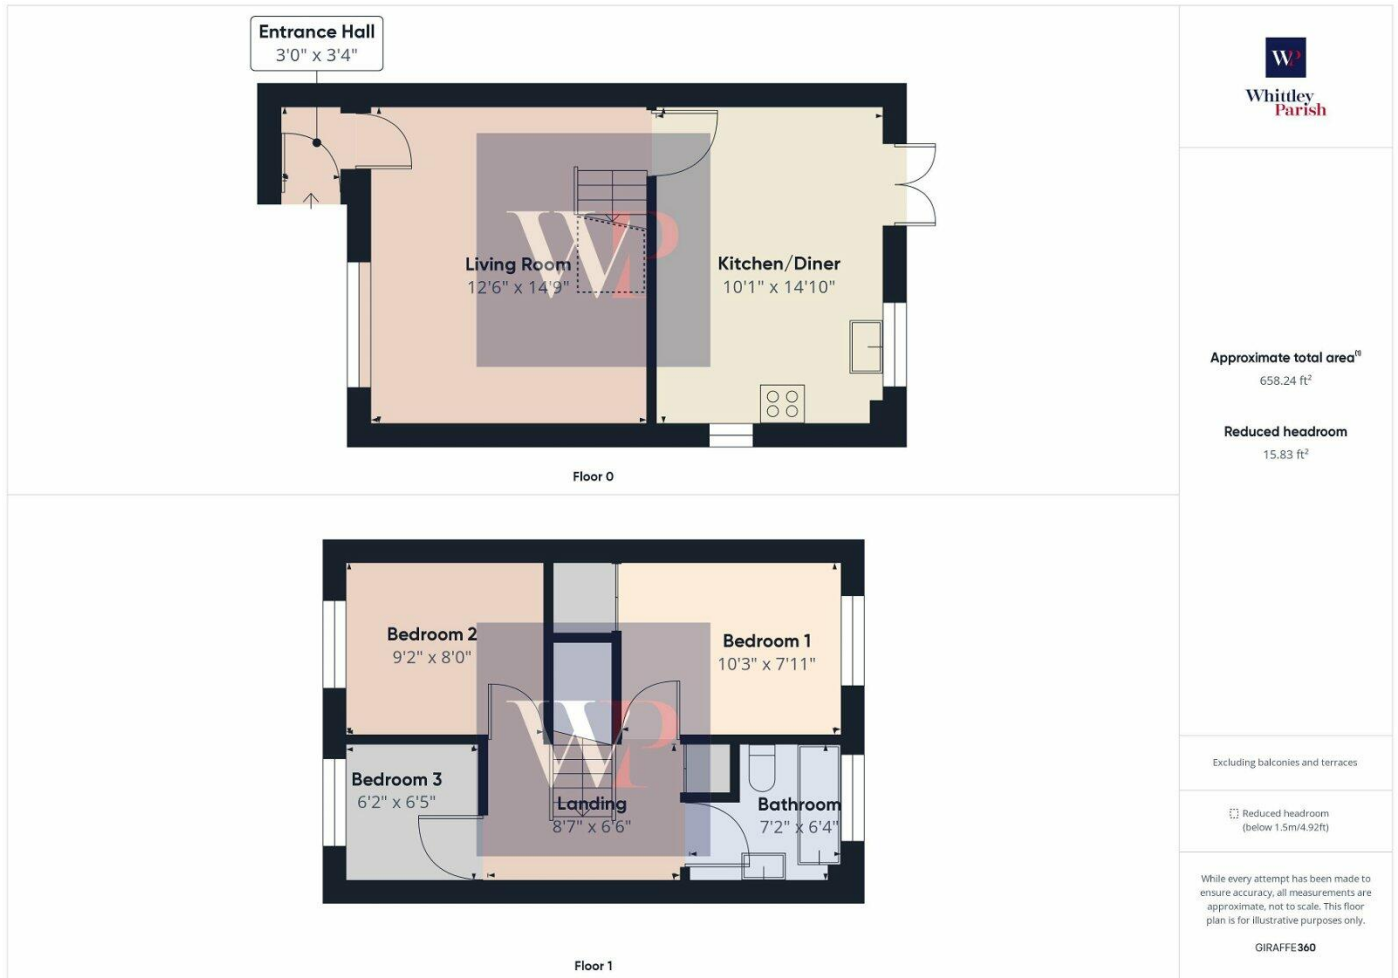 Entrance Hall
3'0" x 3'4"
Living Room
12'6" x 14'9"
Kitchen/Diner
10'1" x 14'10"
WP
Floor 0
Bedroom 2
9'2" x 8'0"
Bedroom 1
10'3" x 7'11"
WP
Bedroom 3
6'2" x 6'5"
Landing
8'7" x 6'6"
Bathroom
7'2" x 6'4"
Floor 1
WP
Whittley
Parish
Approximate total area⁽¹⁾
658.24 ft²
Reduced headroom
15.83 ft²
Excluding balconies and terraces
Reduced headroom
(below 1.5m/4.92ft)
While every attempt has been made to
ensure accuracy, all measurements are
approximate, not to scale. This floor
plan is for illustrative purposes only.
GIRAFFE360